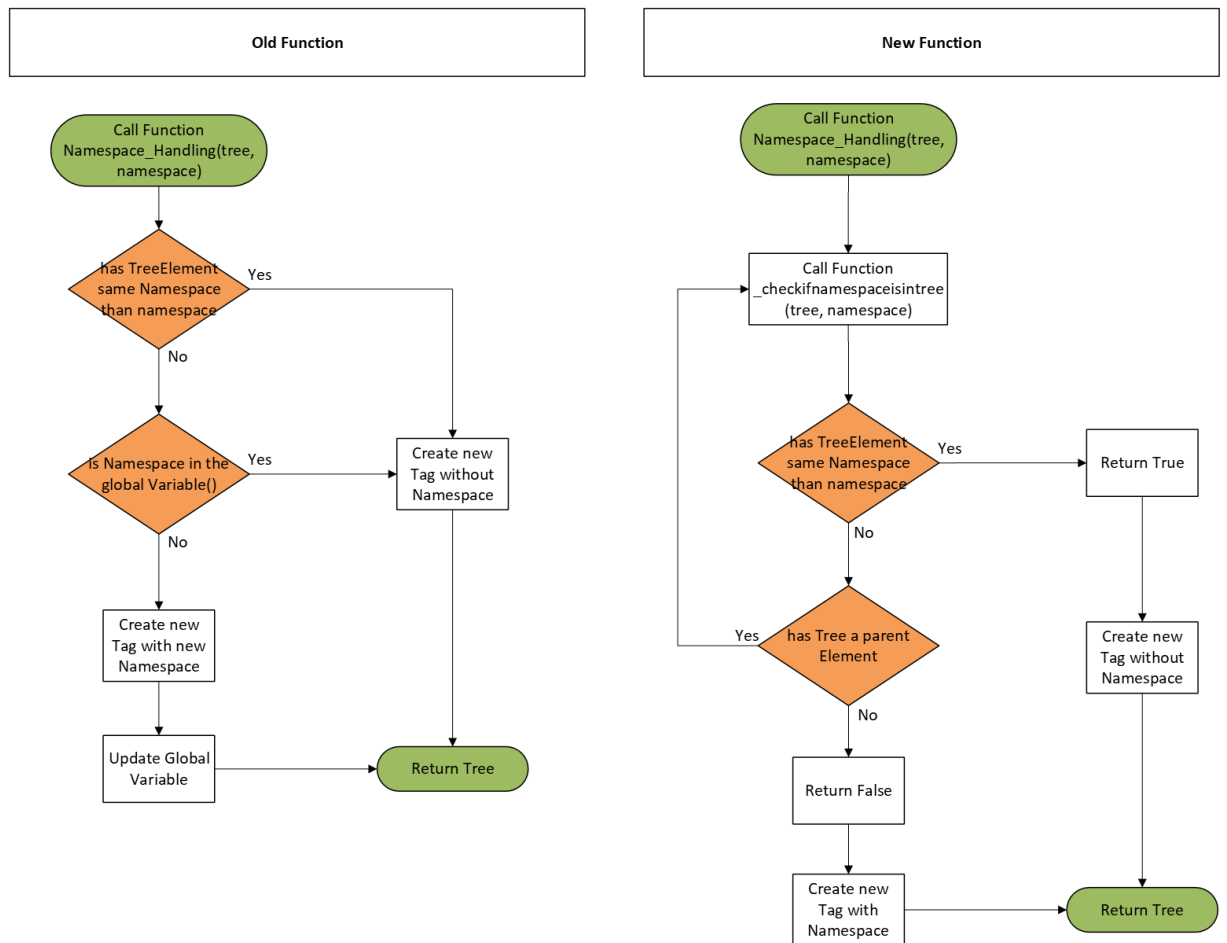 Old Function
Call Function
Namespace_Handling(tree,
namespace)
has TreeElement
same Namespace
than namespace
Yes
No
is Namespace in the
global Variable()
Yes
No
Create new
Tag without
Namespace
Create new
Tag with new
Namespace
Update Global
Variable
Return Tree
New Function
Call Function
Namespace_Handling(tree,
namespace)
Call Function
_checkifnamespaceisintree
(tree, namespace)
has TreeElement
same Namespace
than namespace
Yes
Return True
No
has Tree a parent
Element
Yes
No
Create new
Tag without
Namespace
Return False
Create new
Tag with
Namespace
Return Tree